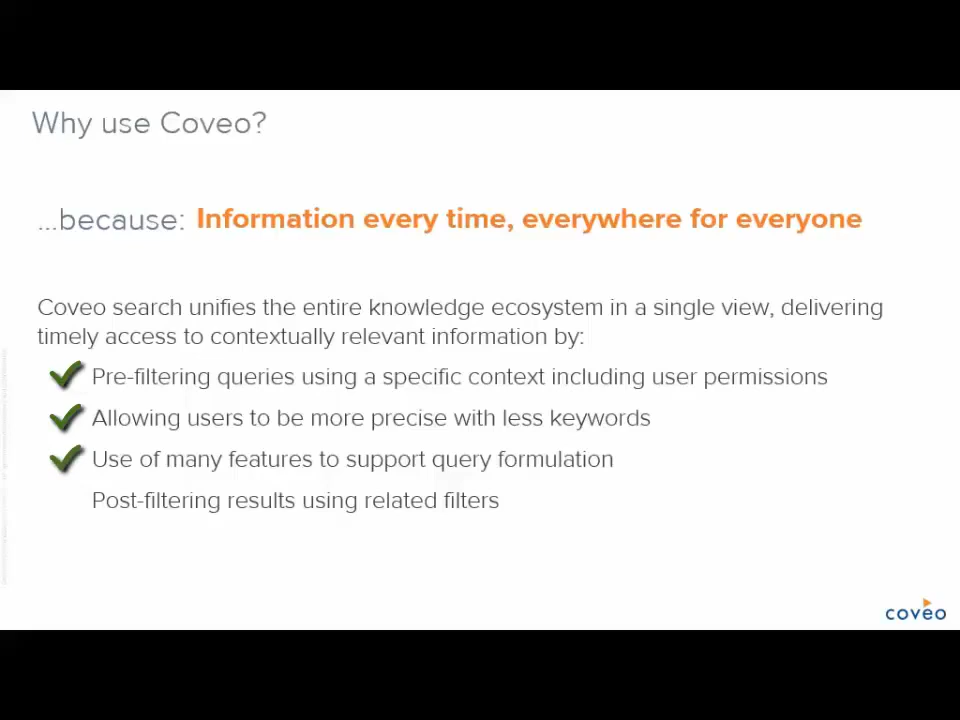 Why use Coveo?
...because: Information every time, everywhere for everyone
Coveo search unifies the entire knowledge ecosystem in a single view, delivering
timely access to contextually relevant information by:
Pre-filtering queries using a specific context including user permissions
Allowing users to be more precise with less keywords
Use of many features to support query formulation
Post-filtering results using related filters
coveo